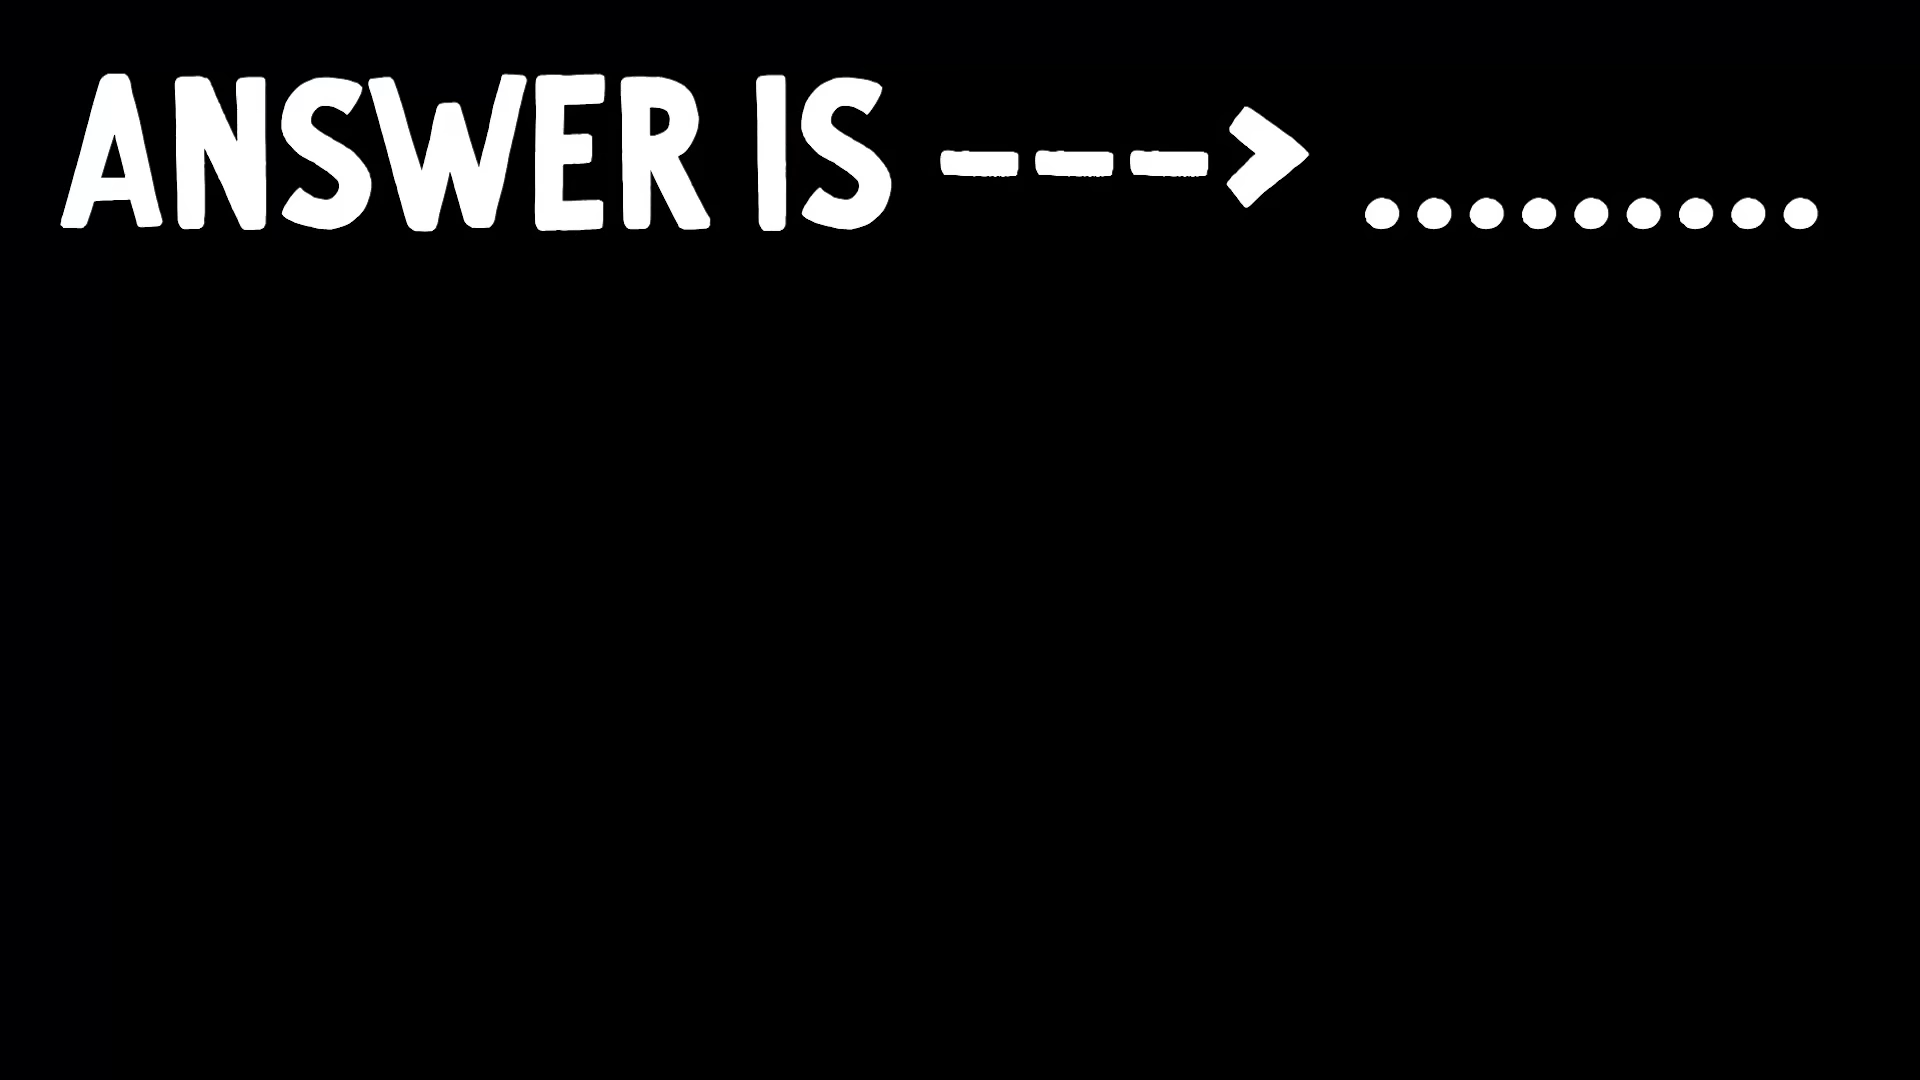 ANSWER IS ---> .........